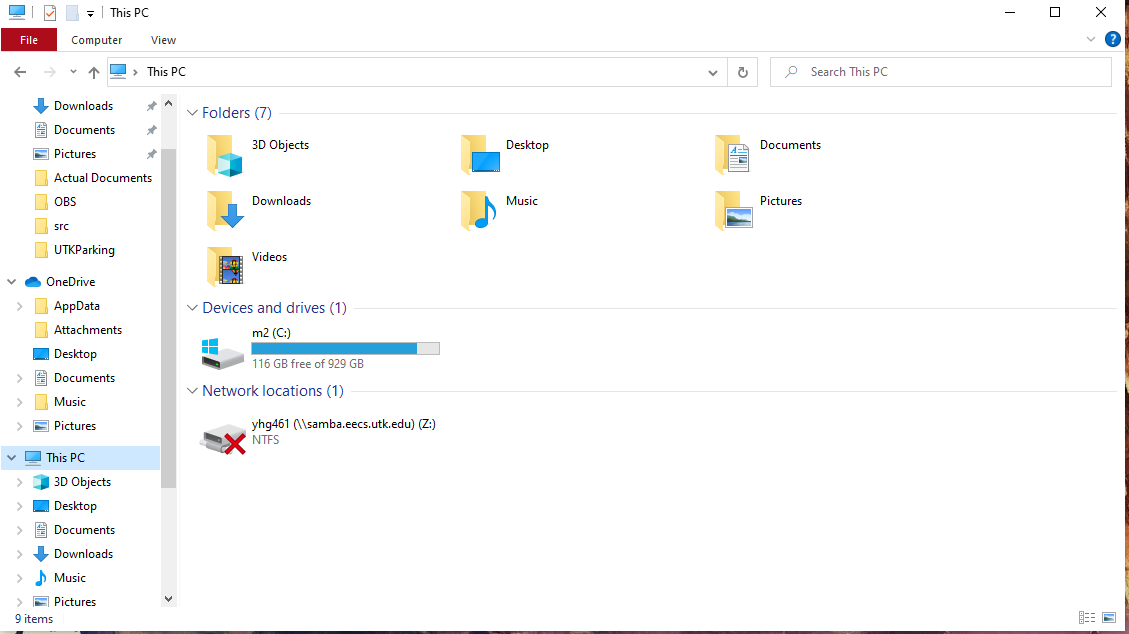 This PC
File Computer View
This PC
Search This PC
Downloads
Documents
Pictures
Actual Documents
OBS
src
UTKParking
OneDrive
AppData
Attachments
Desktop
Documents
Music
Pictures
This PC
3D Objects
Desktop
Documents
Downloads
Music
Pictures
Folders (7)
3D Objects
Desktop
Documents
Downloads
Music
Pictures
Videos
Devices and drives (1)
m2 (C:)
116 GB free of 929 GB
Network locations (1)
yhg461 (\\samba.eecs.utk.edu) (Z:)
NTFS
9 items